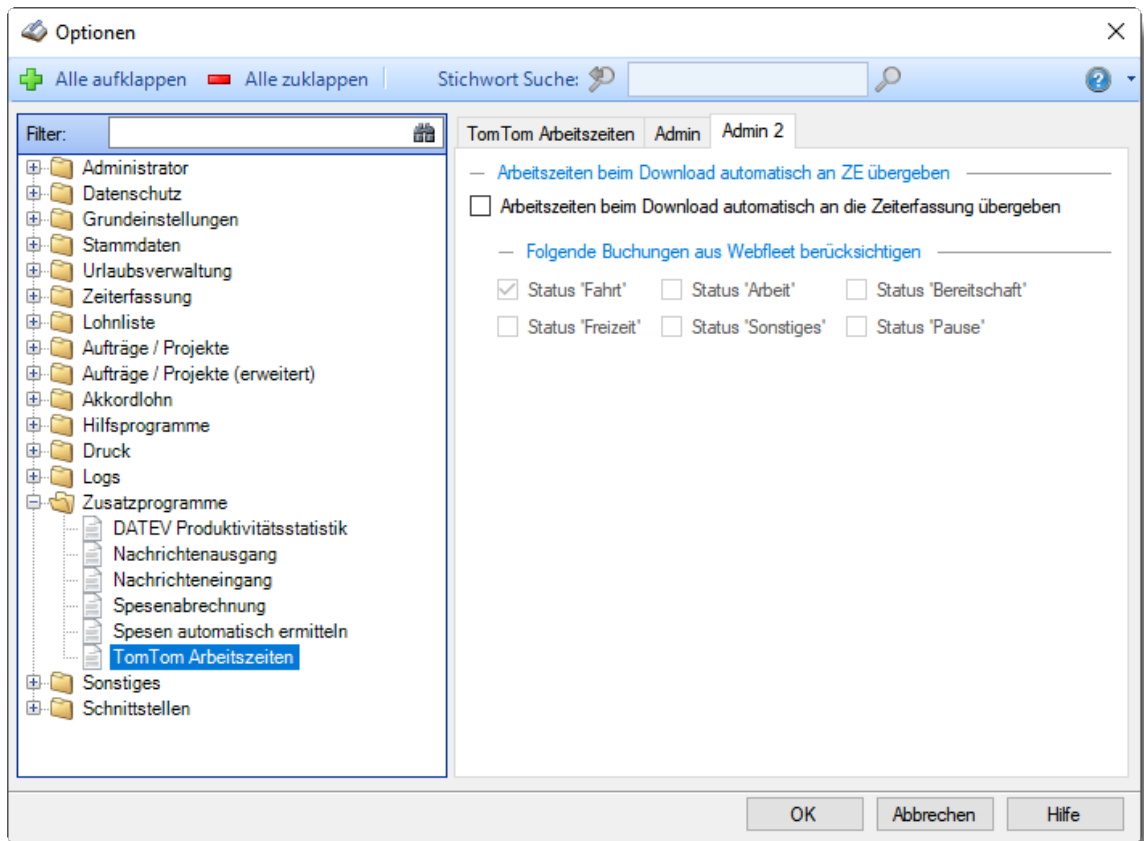 Optionen
Alle aufklappen Alle zuklappen Stichwort Suche:
Filter:
Administrator
Datenschutz
Grundeinstellungen
Stammdaten
Urlaubsverwaltung
Zeiterfassung
Lohnliste
Aufträge / Projekte
Aufträge / Projekte (erweitert)
Akkordlohn
Hilfsprogramme
Druck
Logs
Zusatzprogramme
DATEV Produktivitätsstatistik
Nachrichtenausgang
Nachrichteneingang
Spesenabrechnung
Spesen automatisch ermitteln
TomTom Arbeitszeiten
Sonstiges
Schnittstellen
TomTom Arbeitszeiten Admin Admin 2
Arbeitszeiten beim Download automatisch an ZE übergeben
Arbeitszeiten beim Download automatisch an die Zeiterfassung übergeben
Folgende Buchungen aus Webfleet berücksichtigen
Status 'Fahrt' Status 'Arbeit' Status 'Bereitschaft'
Status 'Freizeit' Status 'Sonstiges' Status 'Pause'
OK Abbrechen Hilfe